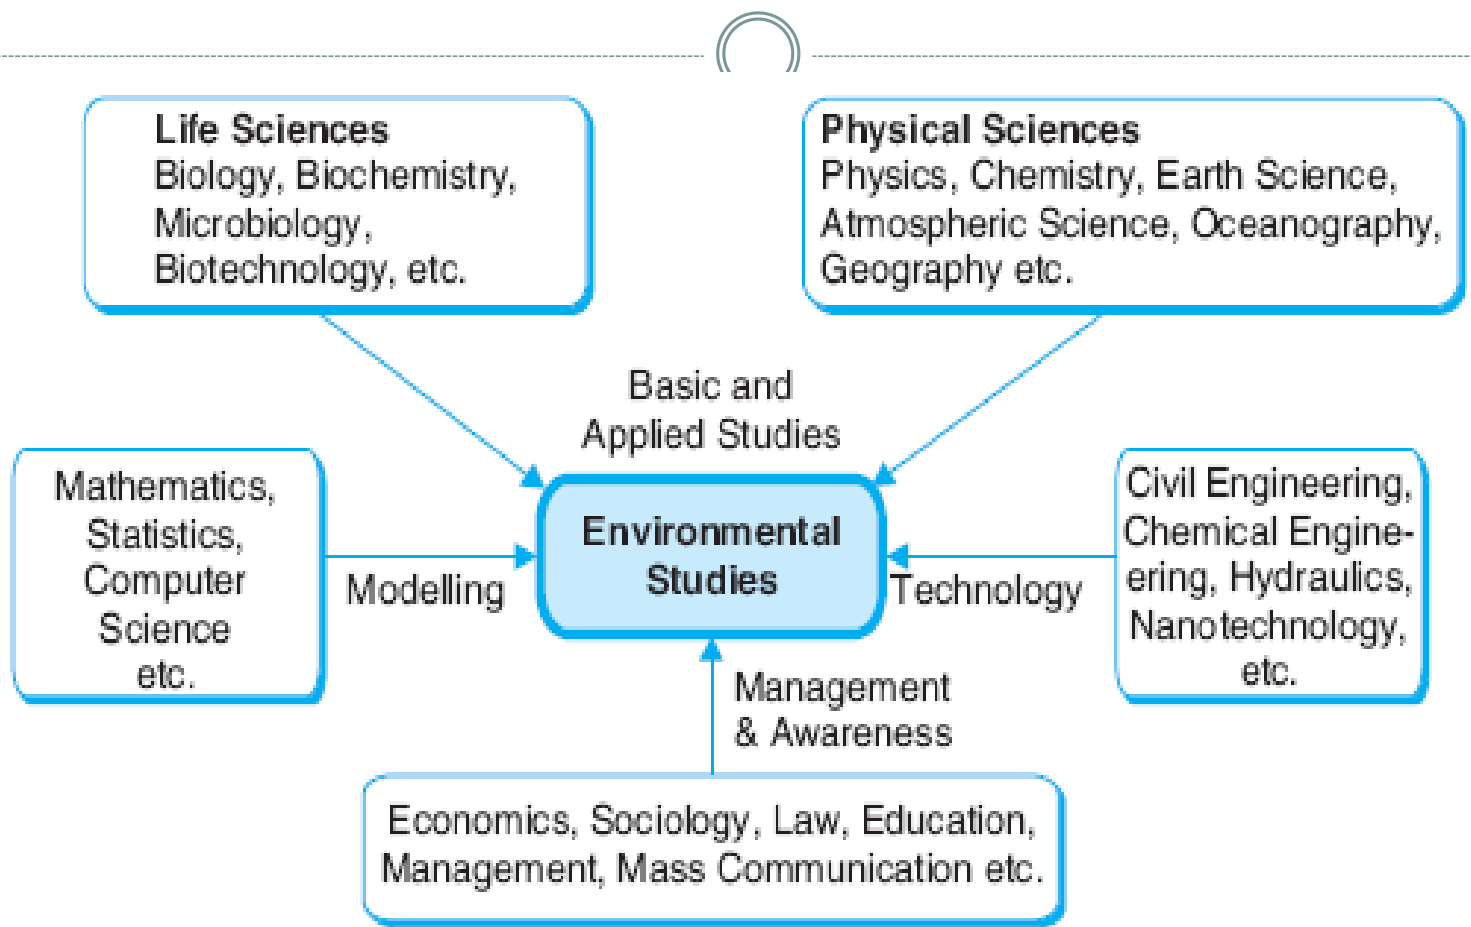 Life Sciences
Biology, Biochemistry,
Microbiology,
Biotechnology, etc.
Physical Sciences
Physics, Chemistry, Earth Science,
Atmospheric Science, Oceanography,
Geography etc.
Basic and
Applied Studies
Mathematics,
Statistics,
Computer
Science
etc.
Modelling
Environmental
Studies
Technology
Civil Engineering,
Chemical Engine-
ering, Hydraulics,
Nanotechnology,
etc.
Management
& Awareness
Economics, Sociology, Law, Education,
Management, Mass Communication etc.